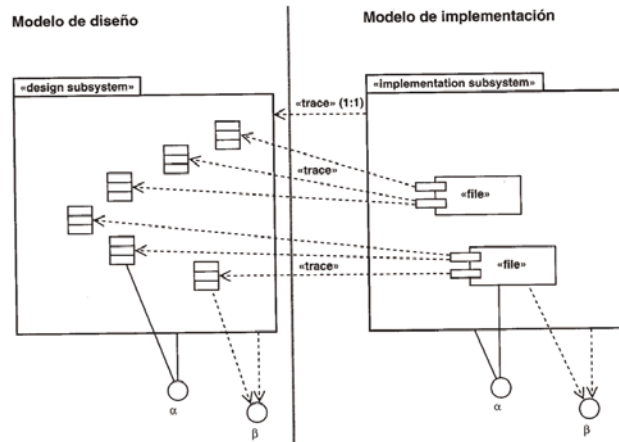 Modelo de diseño
Modelo de implementación
«design subsystem»
«implementation subsystem»
«trace» (1:1)
«trace»
«file»
«trace»
«file»
α
β
α
β